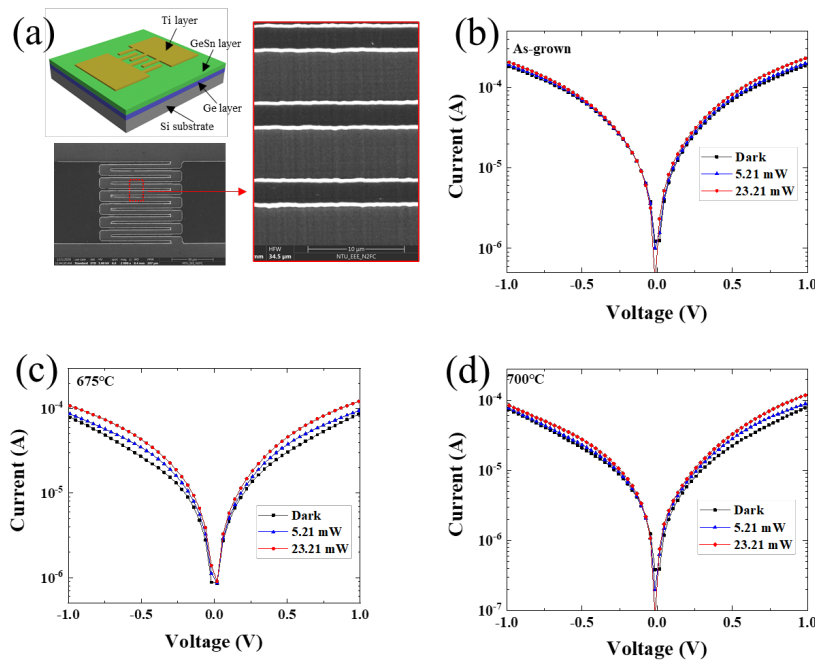 (a)
Ti layer
GeSn layer
Ge layer
Si substrate
HFW
10 μm
nm 34.5 μm
NTU_EEE_N2FC
(b)
As-grown
10⁻⁴
10⁻⁵
10⁻⁶
Current (A)
Dark
5.21 mW
23.21 mW
-1.0 -0.5 0.0 0.5 1.0
Voltage (V)
(c)
675°C
10⁻⁴
10⁻⁵
10⁻⁶
Current (A)
Dark
5.21 mW
23.21 mW
-1.0 -0.5 0.0 0.5 1.0
Voltage (V)
(d)
700°C
10⁻⁴
10⁻⁵
10⁻⁶
10⁻⁷
Current (A)
Dark
5.21 mW
23.21 mW
-1.0 -0.5 0.0 0.5 1.0
Voltage (V)